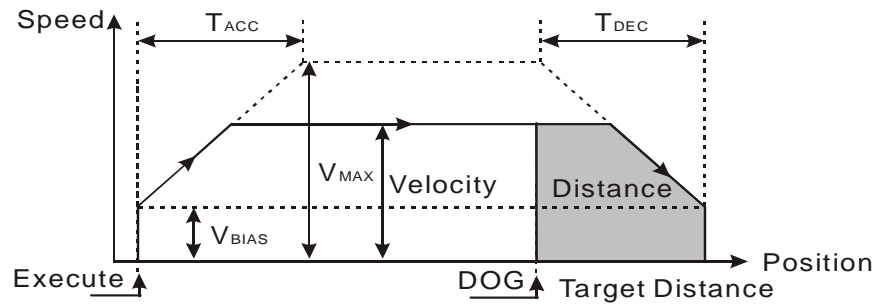 Speed
TACC
TDEC
VMAX
Velocity
Distance
VBIAS
Position
Execute
DOG
Target Distance